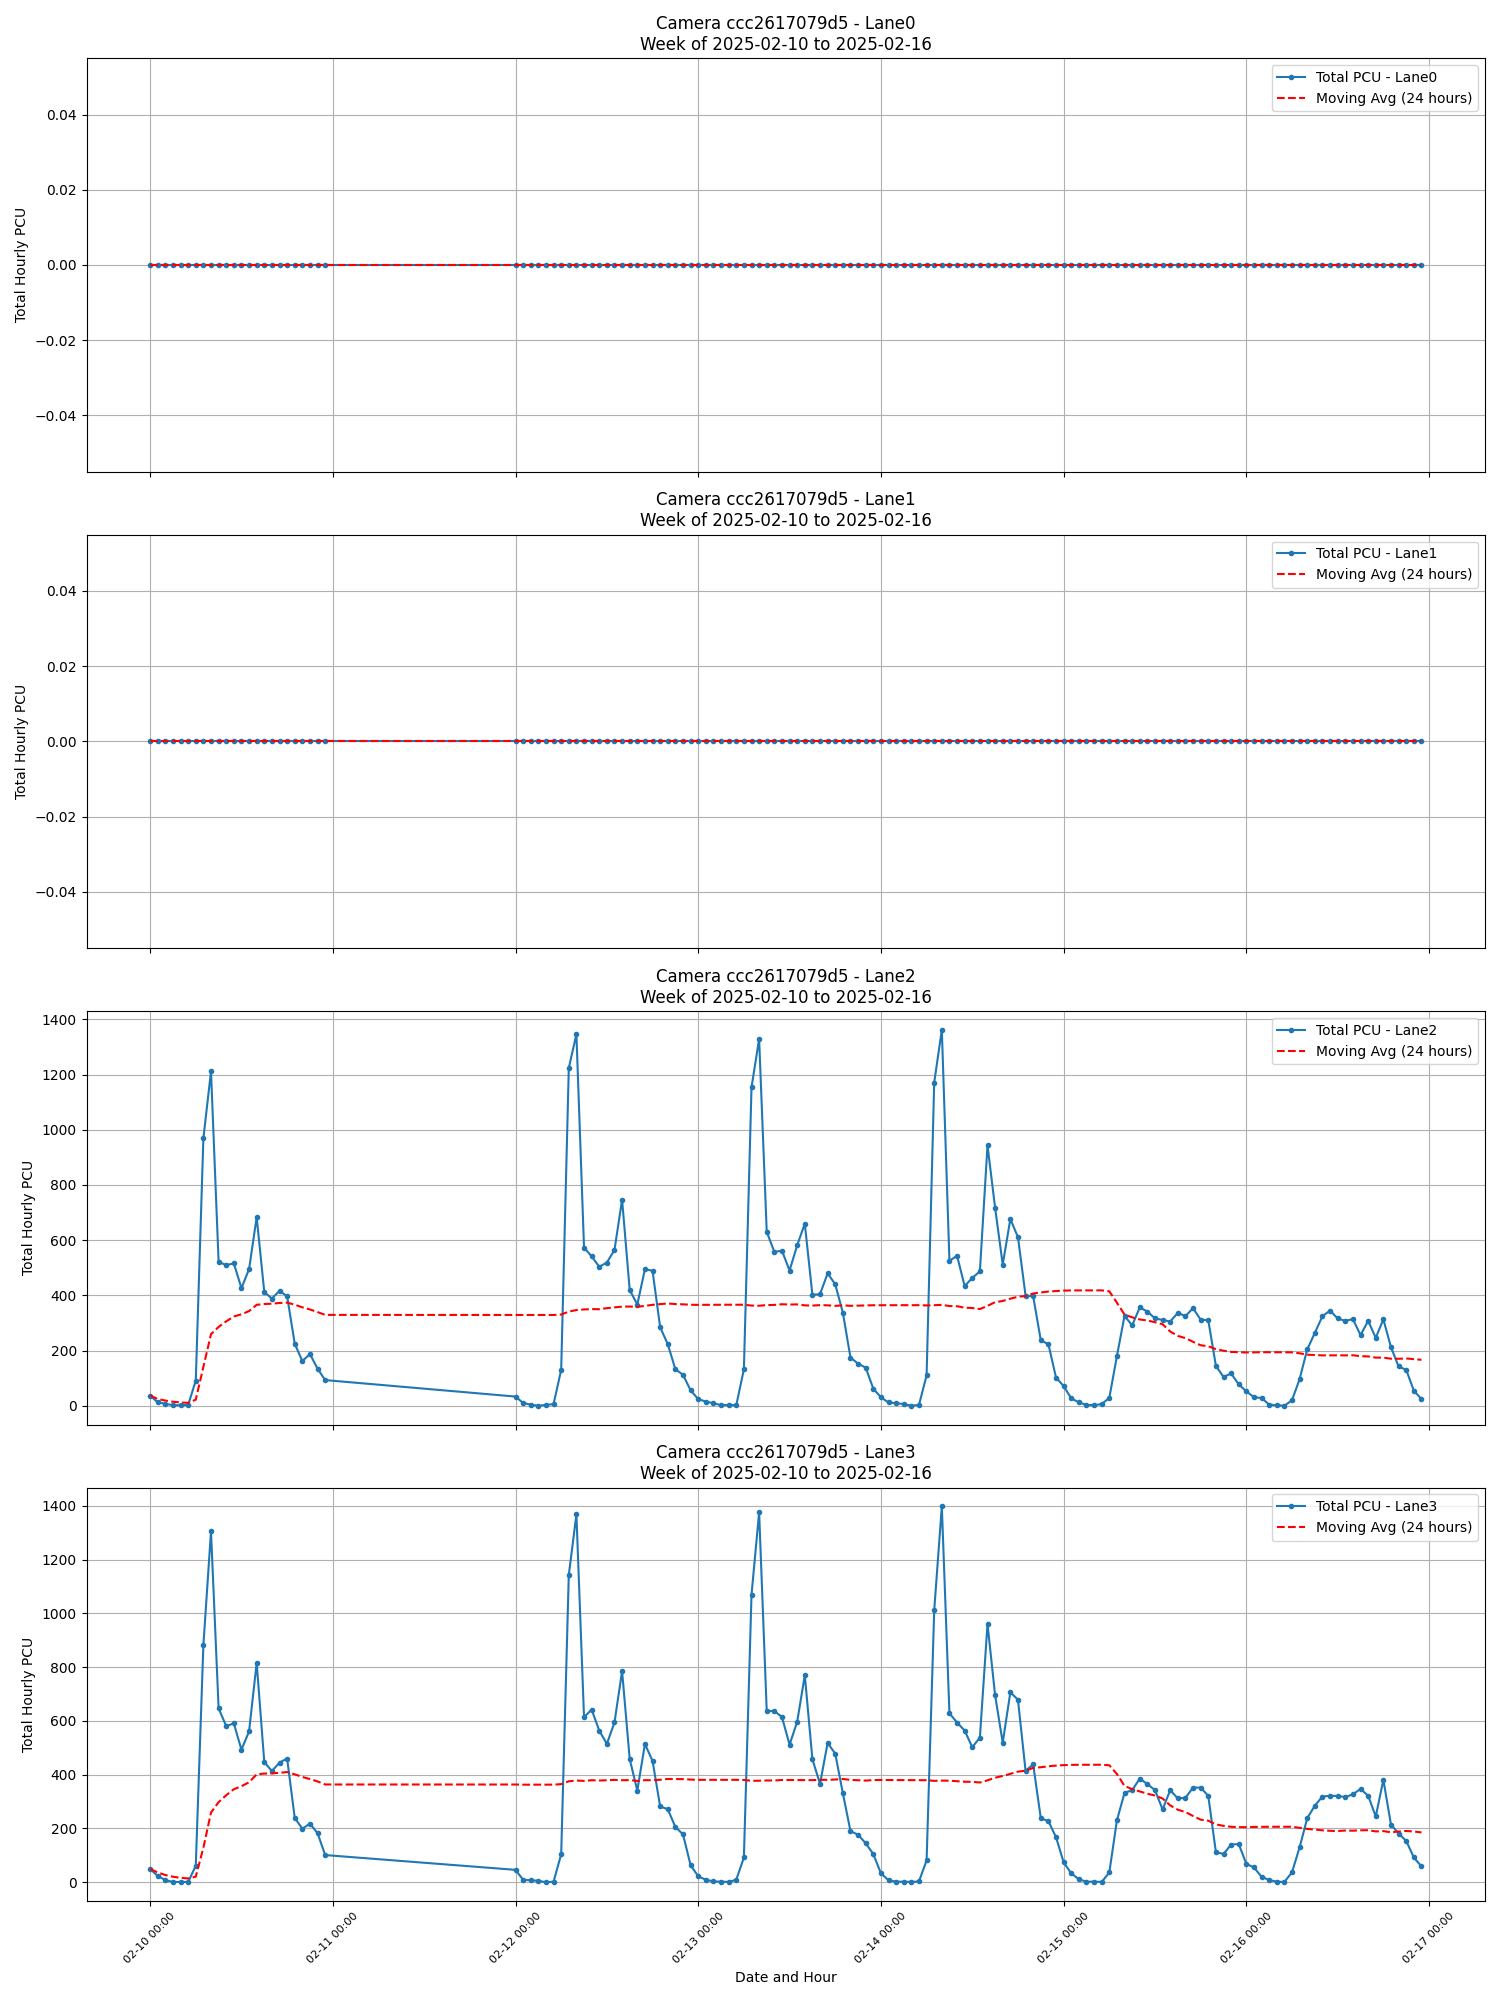 Camera ccc2617079d5 - Lane0
Week of 2025-02-10 to 2025-02-16
Total PCU - Lane0
Moving Avg (24 hours)
Total Hourly PCU
0.04
0.02
0.00
−0.02
−0.04
Camera ccc2617079d5 - Lane1
Week of 2025-02-10 to 2025-02-16
Total PCU - Lane1
Moving Avg (24 hours)
Total Hourly PCU
0.04
0.02
0.00
−0.02
−0.04
Camera ccc2617079d5 - Lane2
Week of 2025-02-10 to 2025-02-16
Total PCU - Lane2
Moving Avg (24 hours)
Total Hourly PCU
1400
1200
1000
800
600
400
200
0
Camera ccc2617079d5 - Lane3
Week of 2025-02-10 to 2025-02-16
Total PCU - Lane3
Moving Avg (24 hours)
Total Hourly PCU
1400
1200
1000
800
600
400
200
0
02-10 00:00
02-11 00:00
02-12 00:00
02-13 00:00
02-14 00:00
02-15 00:00
02-16 00:00
02-17 00:00
Date and Hour